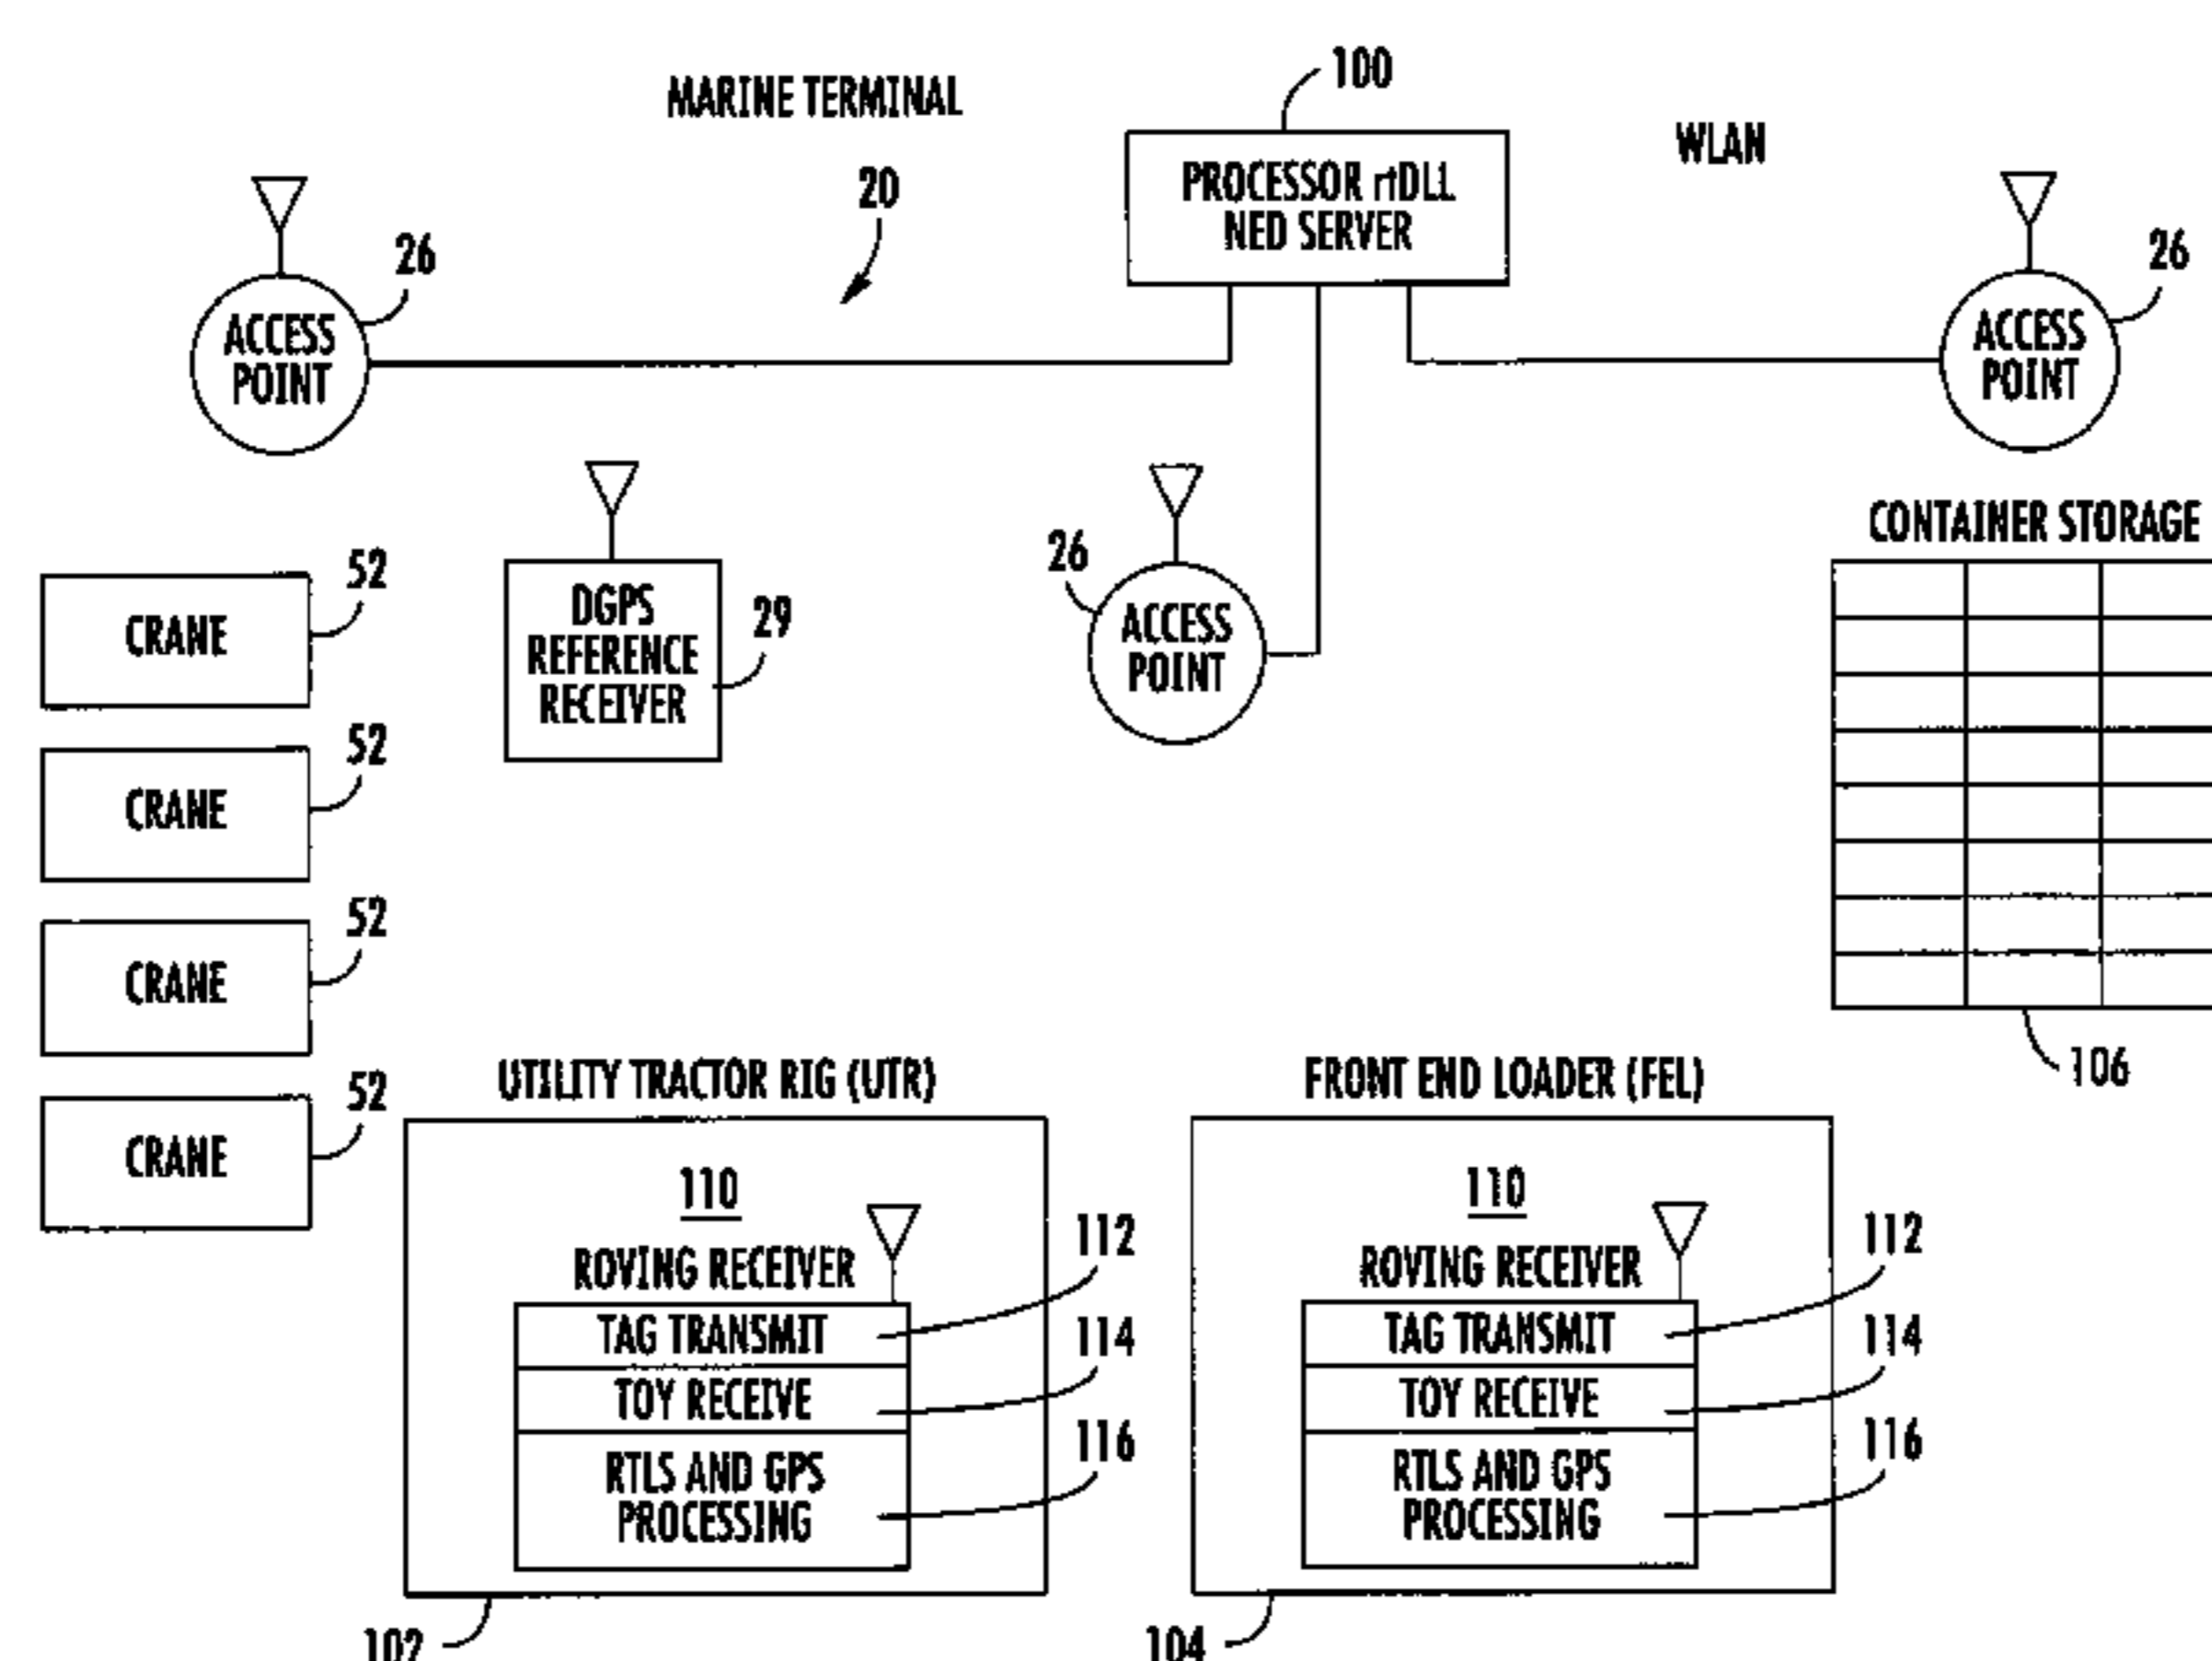 MARINE TERMINAL
100
WLAN
20
PROCESSOR rtDLL
NED SERVER
26
ACCESS
POINT
26
ACCESS
POINT
CONTAINER STORAGE
52
CRANE
DGPS
REFERENCE
RECEIVER
29
26
ACCESS
POINT
52
CRANE
52
CRANE
106
52
CRANE
UTILITY TRACTOR RIG (UTR)
110
ROVING RECEIVER
112
TAG TRANSMIT
114
TOY RECEIVE
116
RTLS AND GPS
PROCESSING
102
FRONT END LOADER (FEL)
110
ROVING RECEIVER
112
TAG TRANSMIT
114
TOY RECEIVE
116
RTLS AND GPS
PROCESSING
104